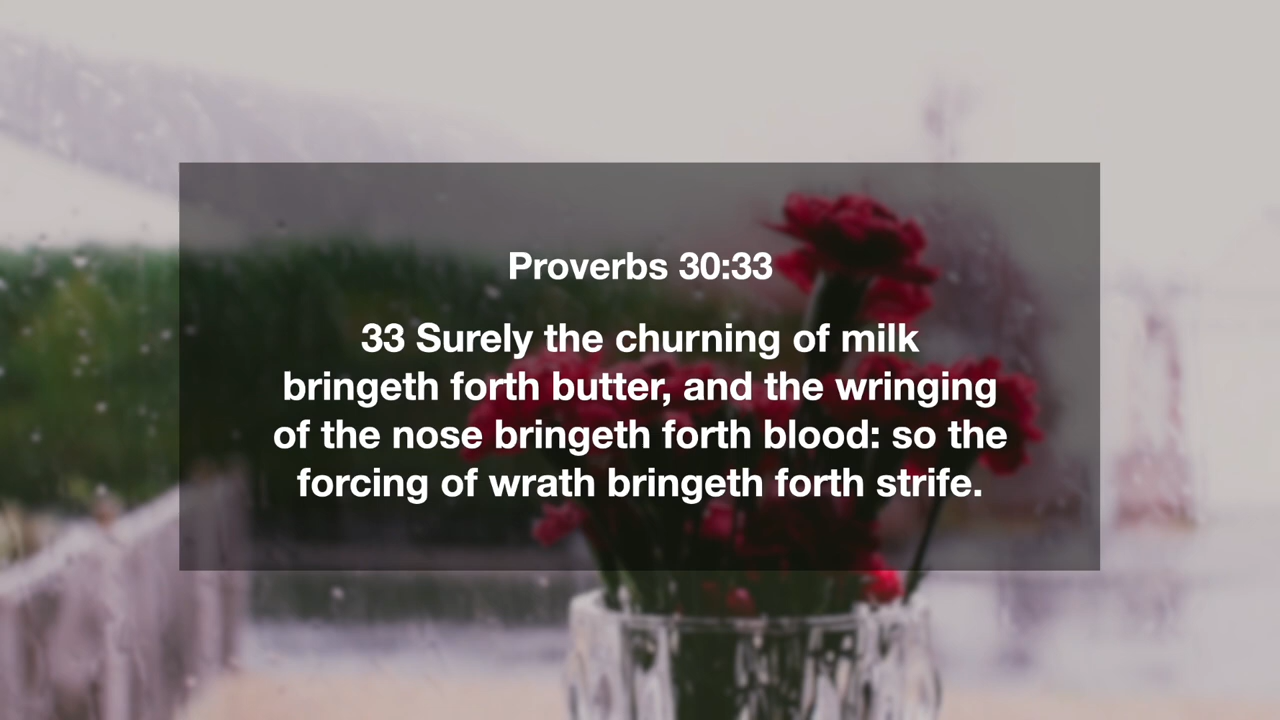 Proverbs 30:33
33 Surely the churning of milk
bringeth forth butter, and the wringing
of the nose bringeth forth blood: so the
forcing of wrath bringeth forth strife.